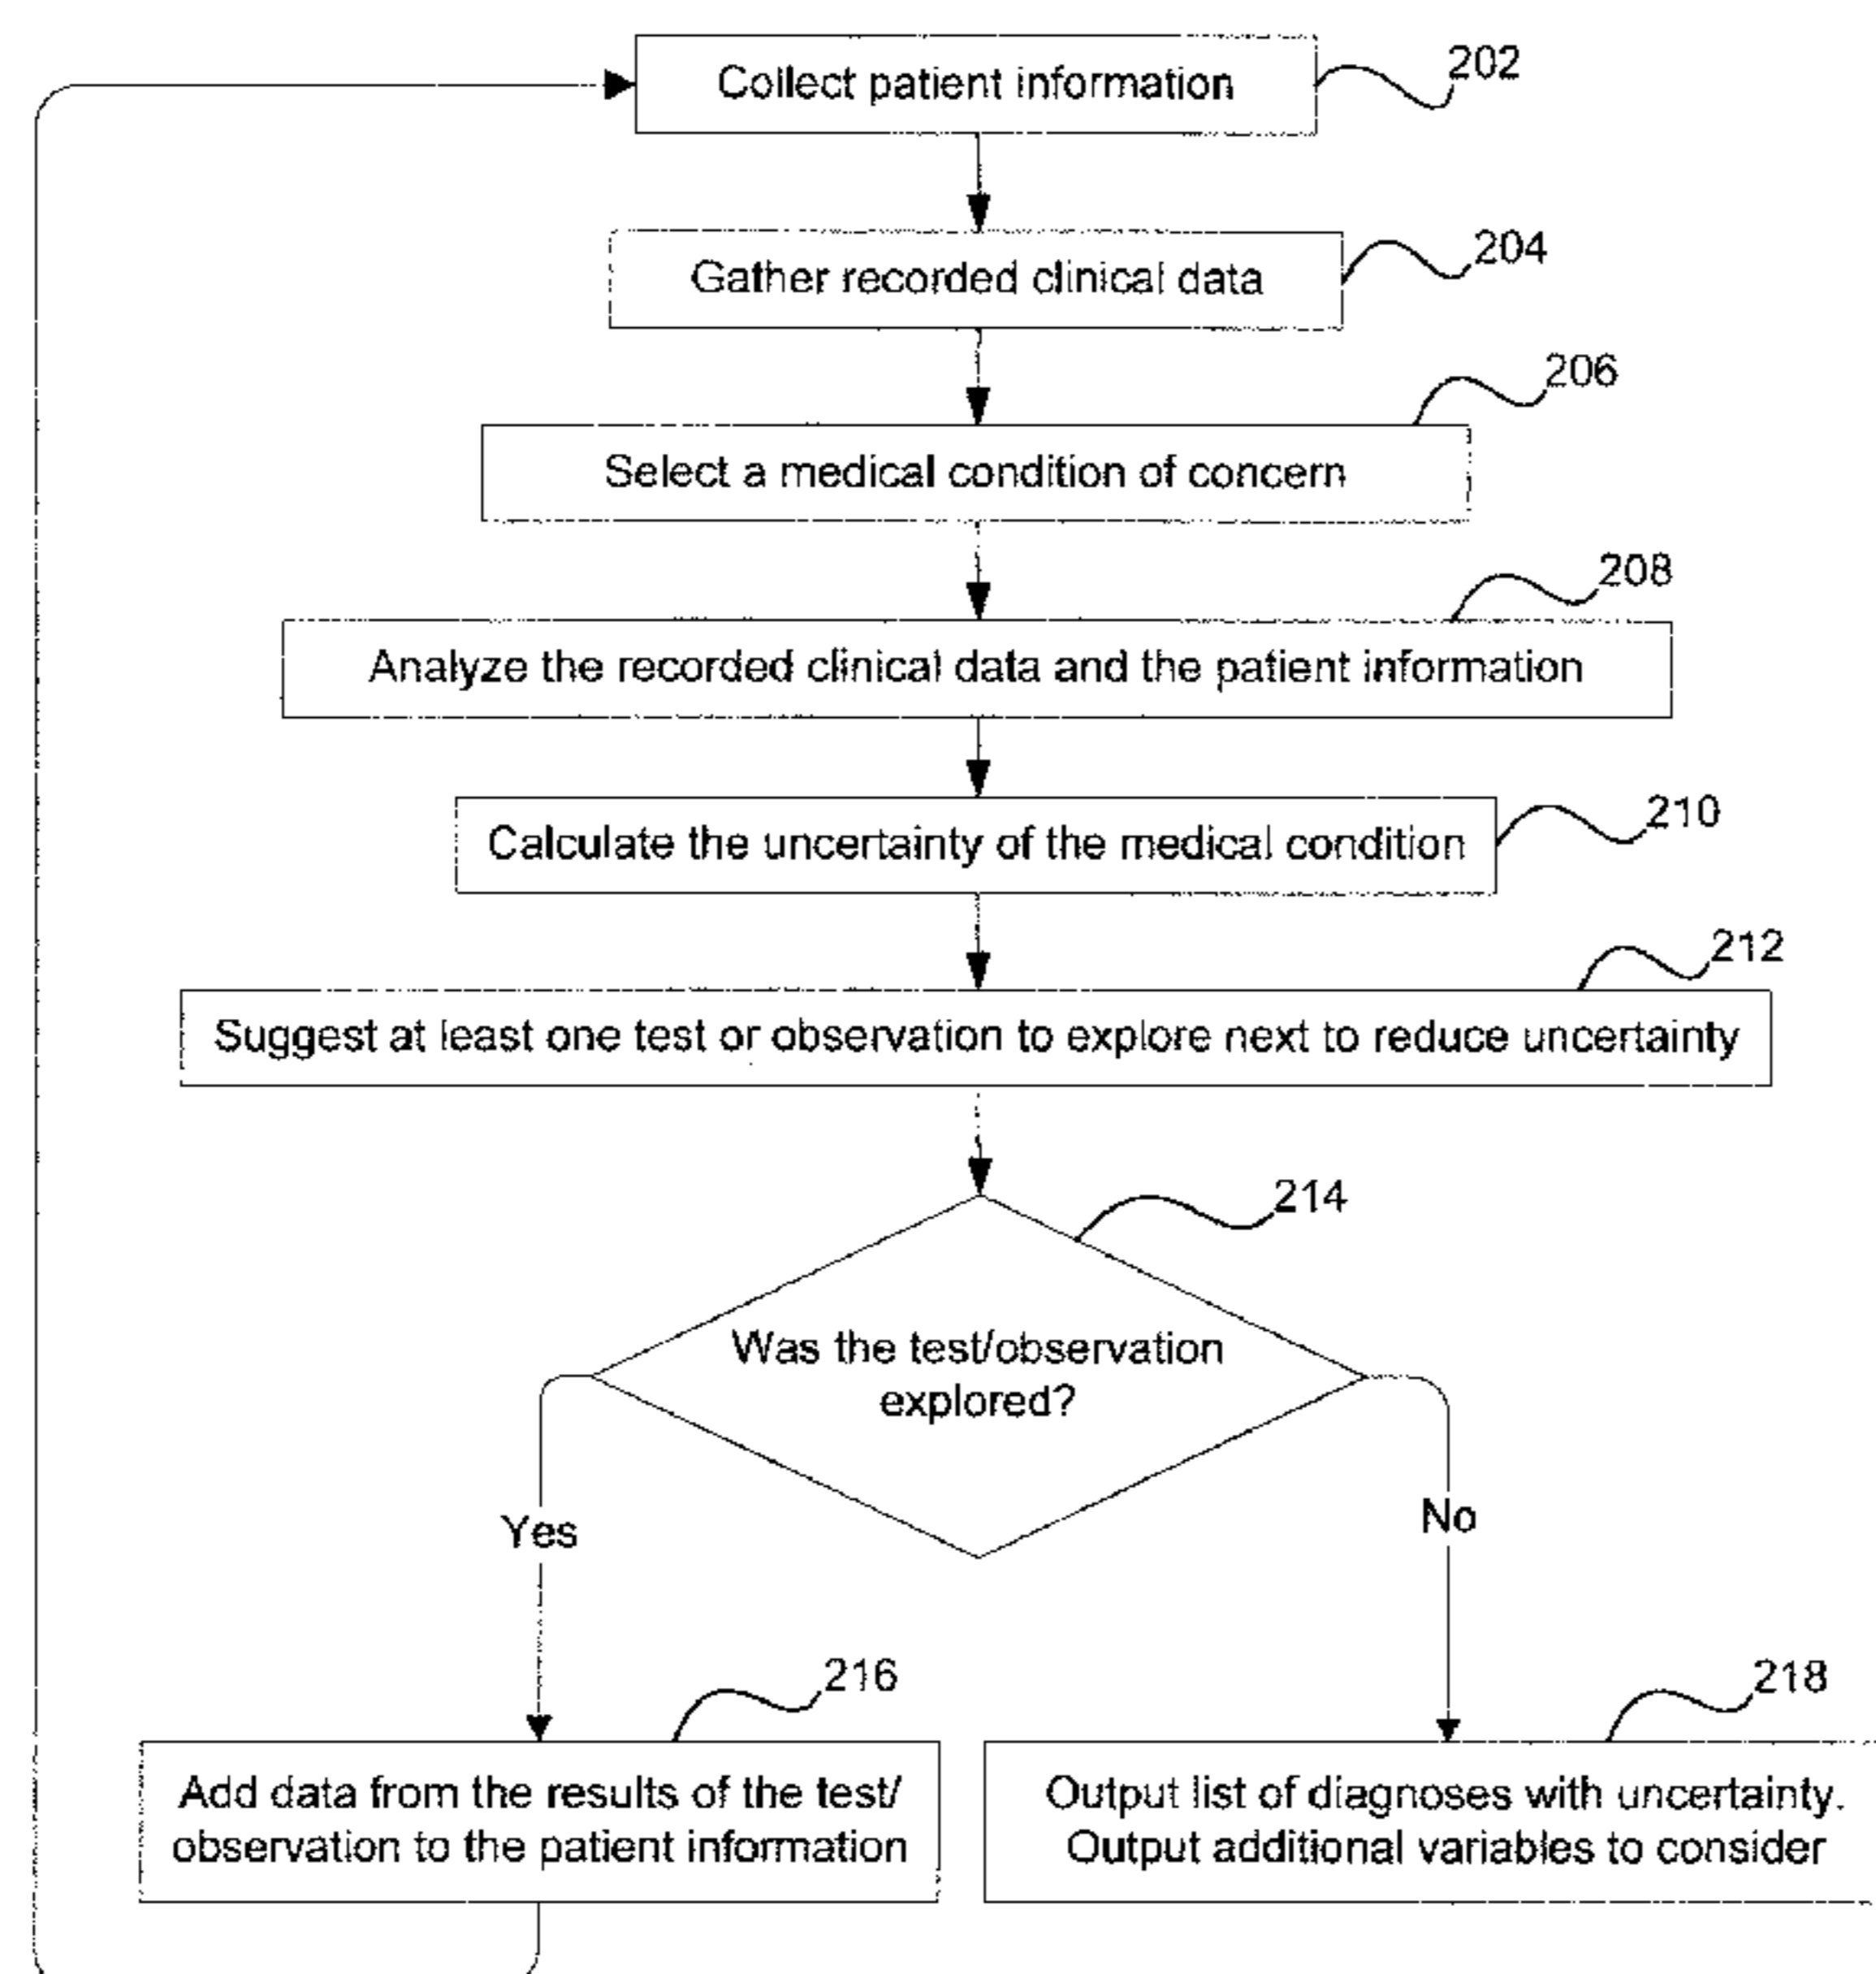 Collect patient information
202
Gather recorded clinical data
204
206
Select a medical condition of concern
208
Analyze the recorded clinical data and the patient information
210
Calculate the uncertainty of the medical condition
212
Suggest at least one test or observation to explore next to reduce uncertainty
214
Was the test/observation
explored?
Yes
No
216
218
Add data from the results of the test/
observation to the patient information
Output list of diagnoses with uncertainty.
Output additional variables to consider